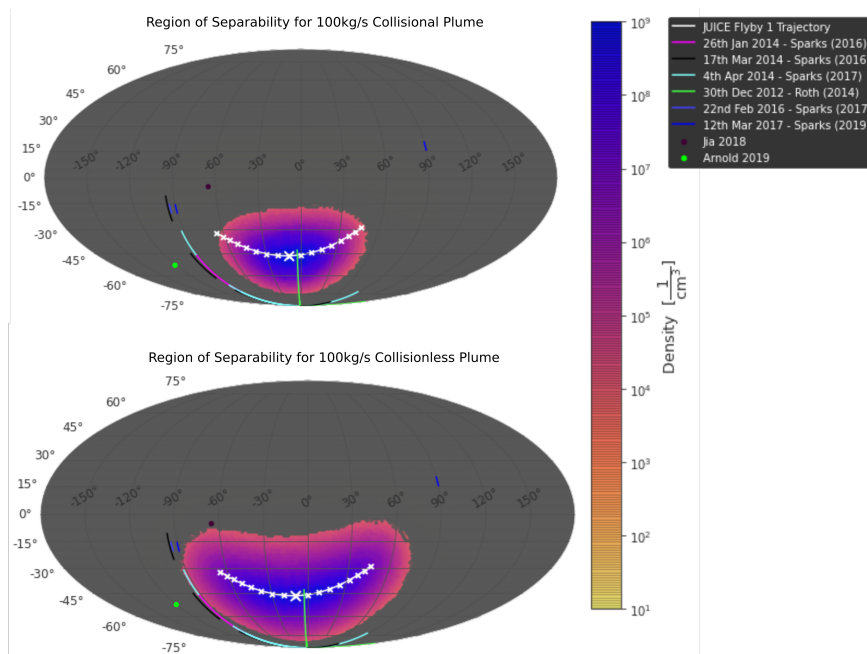 Region of Separability for 100kg/s Collisional Plume
75°
60°
45°
30°
15°
0°
-15°
-30°
-45°
-60°
-75°
-150° -120° -90° -60° -30° 0° 30° 60° 90° 120° 150°
Region of Separability for 100kg/s Collisionless Plume
75°
60°
45°
30°
15°
0°
-15°
-30°
-45°
-60°
-75°
-150° -120° -90° -60° -30° 0° 30° 60° 90° 120° 150°
10⁹
10⁸
10⁷
10⁶
10⁵
10⁴
10³
10²
10¹
Density [1/cm³]
JUICE Flyby 1 Trajectory
26th Jan 2014 - Sparks (2016)
17th Mar 2014 - Sparks (2016
4th Apr 2014 - Sparks (2017)
30th Dec 2012 - Roth (2014)
22nd Feb 2016 - Sparks (2017
12th Mar 2017 - Sparks (2019
Jia 2018
Arnold 2019